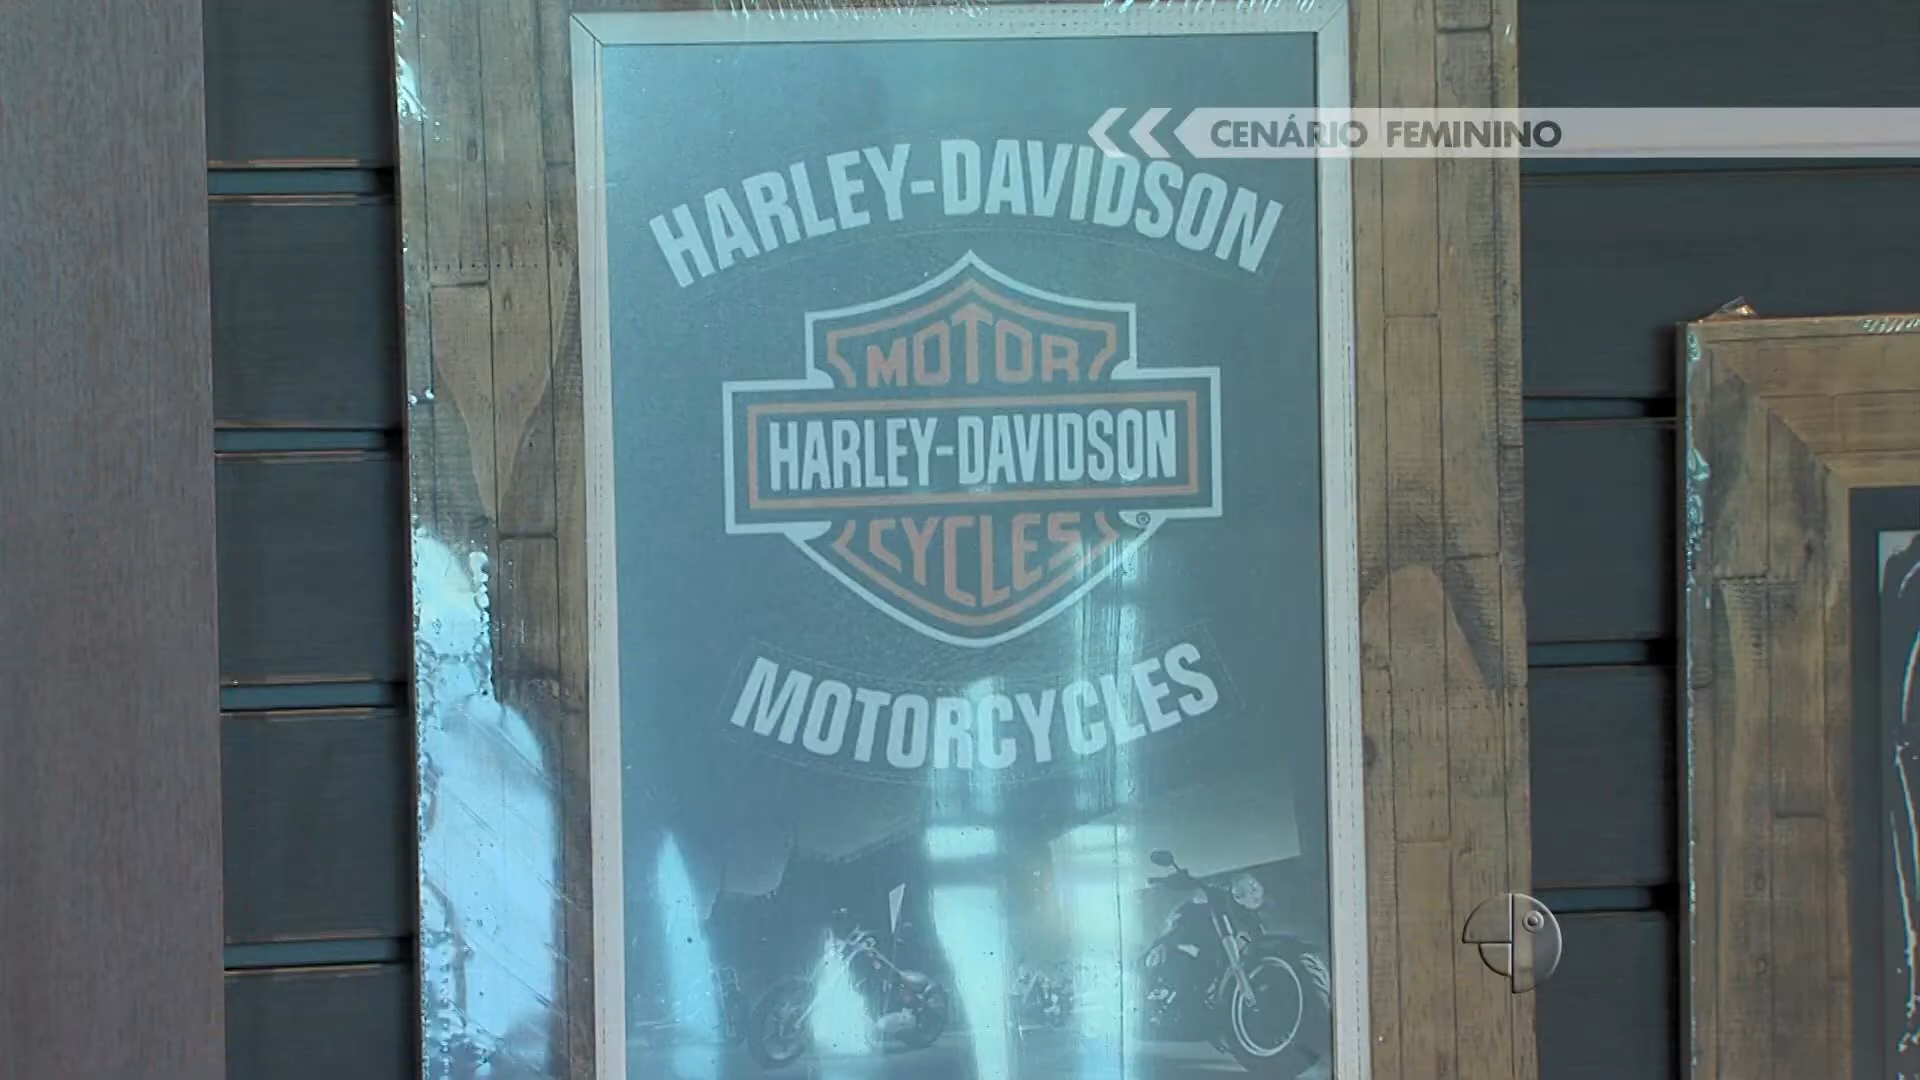 CENÁRIO FEMININO
HARLEY-DAVIDSON
MOTOR
HARLEY-DAVIDSON
CYCLES
®
MOTORCYCLES